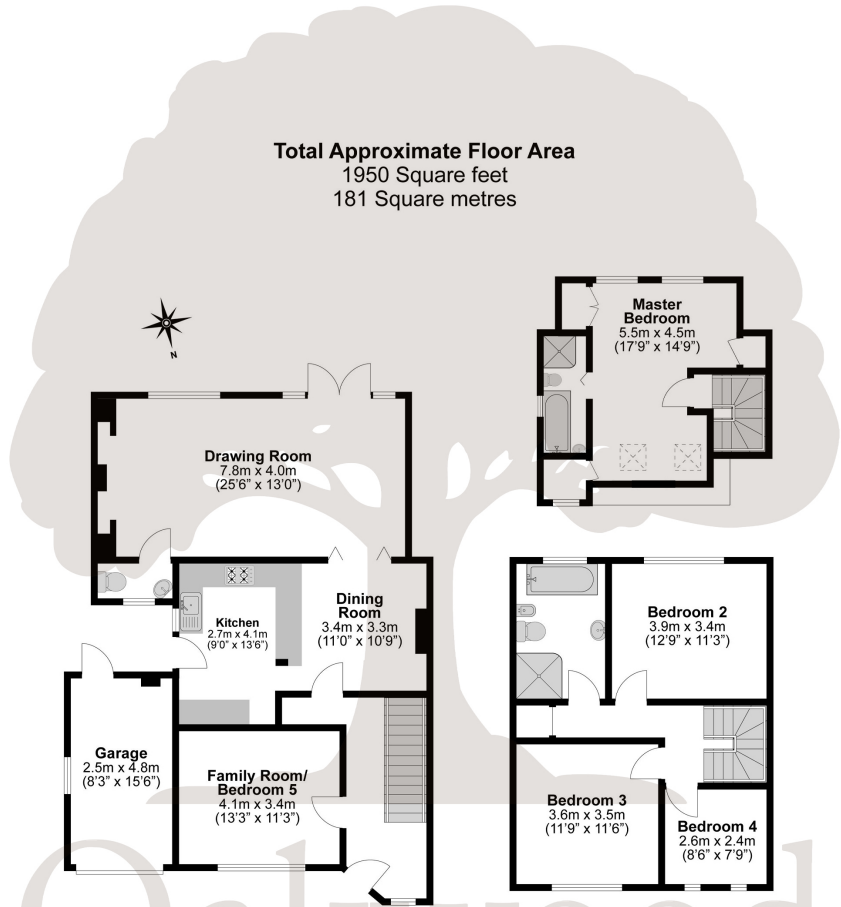 Total Approximate Floor Area
1950 Square feet
181 Square metres
N
Master
Bedroom
5.5m x 4.5m
(17'9" x 14'9")
Drawing Room
7.8m x 4.0m
(25'6" x 13'0")
Kitchen
2.7m x 4.1m
(9'0" x 13'6")
Dining
Room
3.4m x 3.3m
(11'0" x 10'9")
Garage
2.5m x 4.8m
(8'3" x 15'6")
Family Room/
Bedroom 5
4.1m x 3.4m
(13'3" x 11'3")
Bedroom 2
3.9m x 3.4m
(12'9" x 11'3")
Bedroom 3
3.6m x 3.5m
(11'9" x 11'6")
Bedroom 4
2.6m x 2.4m
(8'6" x 7'9")